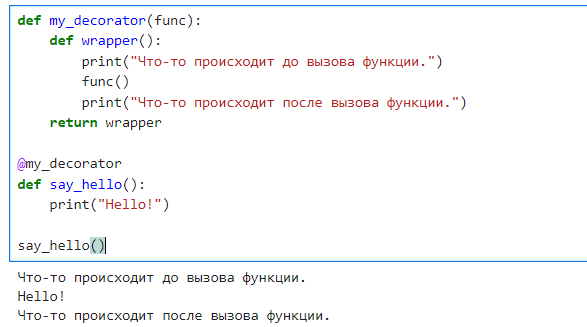 def my_decorator(func):
    def wrapper():
        print("Что-то происходит до вызова функции.")
        func()
        print("Что-то происходит после вызова функции.")
    return wrapper

@my_decorator
def say_hello():
    print("Hello!")

say_hello()
Что-то происходит до вызова функции.
Hello!
Что-то происходит после вызова функции.